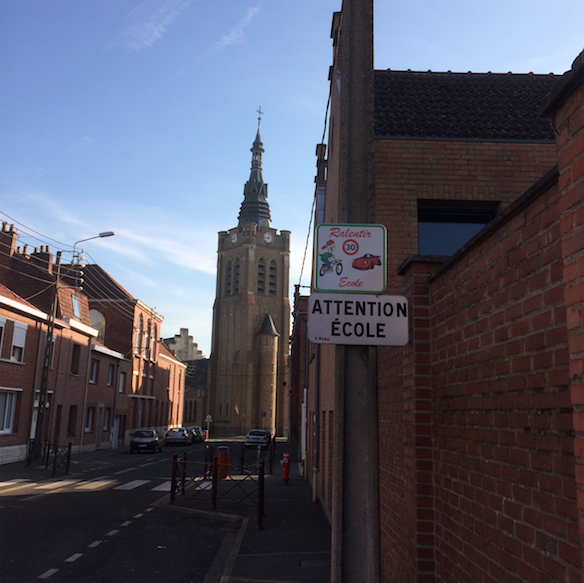 Ralentir
30
Ecole
ATTENTION
ÉCOLE